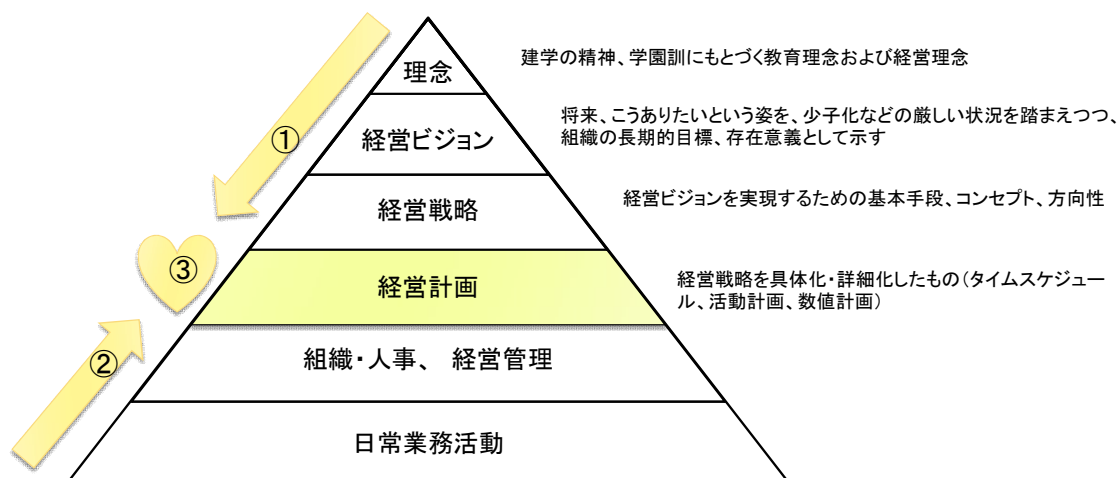 理念
建学の精神、学園訓にもとづく教育理念および経営理念
①
経営ビジョン
将来、こうありたいという姿を、少子化などの厳しい状況を踏まえつつ、
組織の長期的目標、存在意義として示す
経営戦略
経営ビジョンを実現するための基本手段、コンセプト、方向性
③
経営計画
経営戦略を具体化・詳細化したもの(タイムスケジュー
ル、活動計画、数値計画)
②
組織・人事、 経営管理
日常業務活動